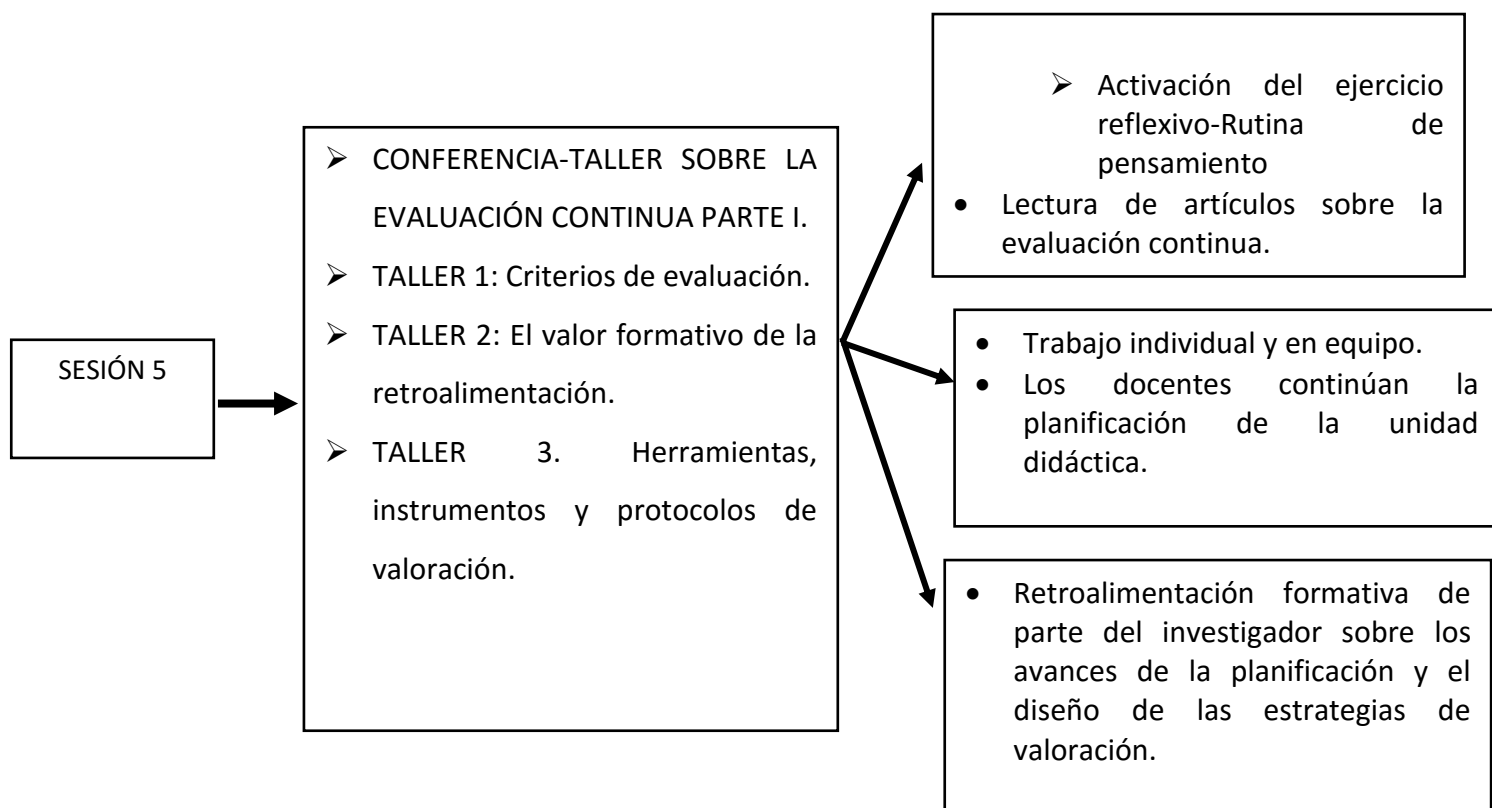 SESIÓN 5
➢ CONFERENCIA-TALLER SOBRE LA
EVALUACIÓN CONTINUA PARTE I.
➢ TALLER 1: Criterios de evaluación.
➢ TALLER 2: El valor formativo de la
retroalimentación.
➢ TALLER 3. Herramientas,
instrumentos y protocolos de
valoración.
➢ Activación del ejercicio
reflexivo-Rutina de
pensamiento
• Lectura de artículos sobre la
evaluación continua.
• Trabajo individual y en equipo.
• Los docentes continúan la
planificación de la unidad
didáctica.
• Retroalimentación formativa de
parte del investigador sobre los
avances de la planificación y el
diseño de las estrategias de
valoración.